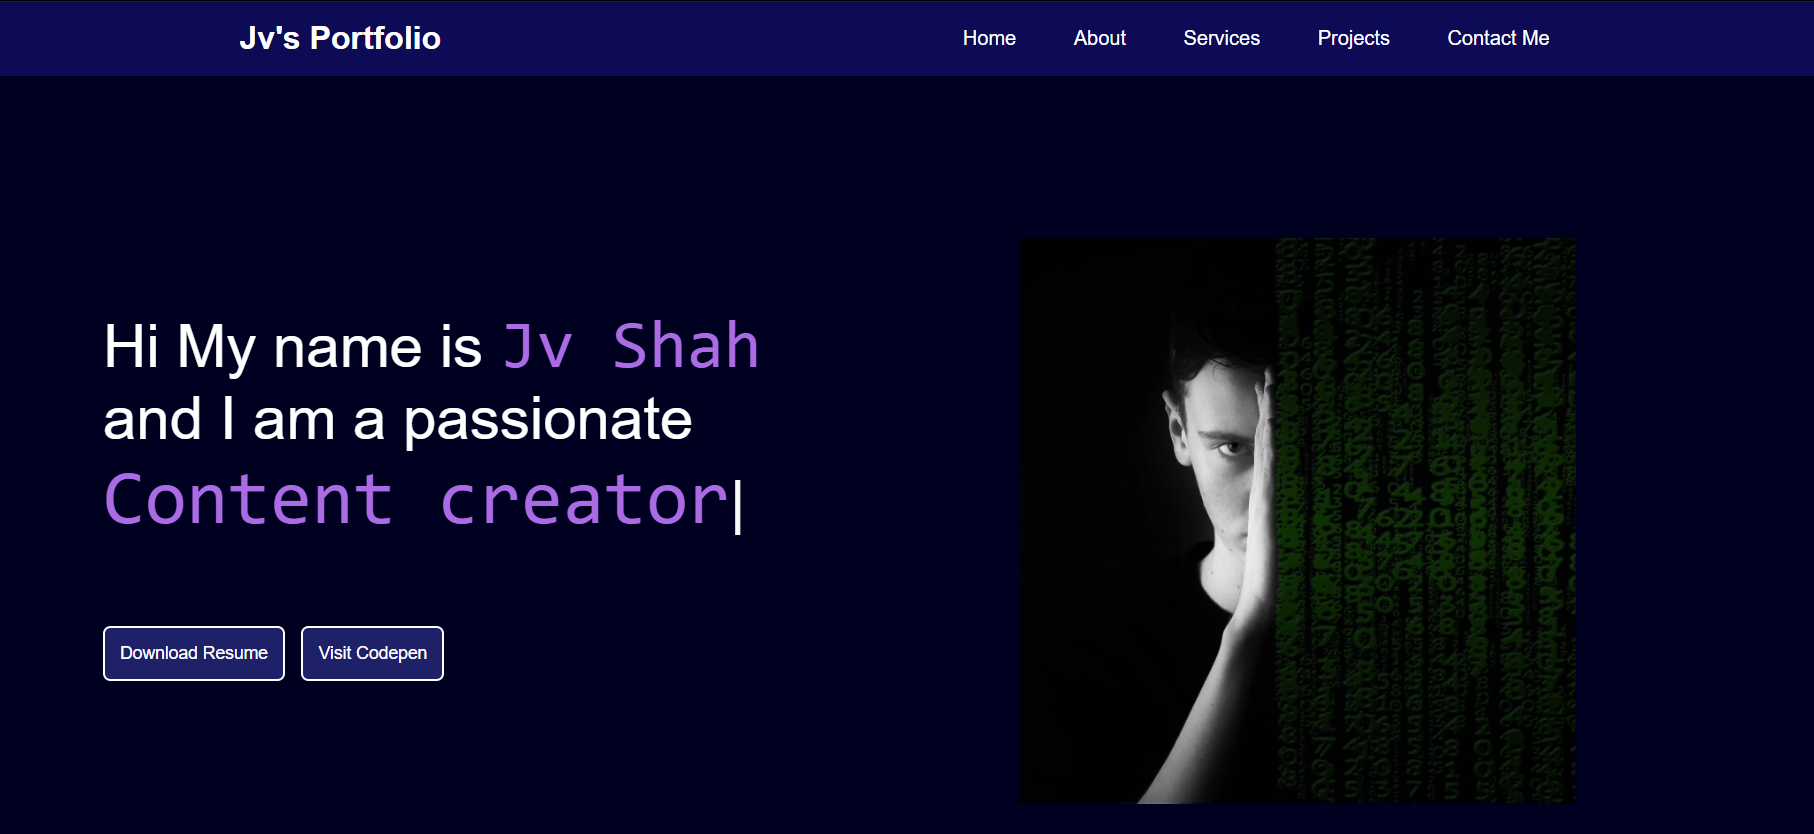 Jv's Portfolio
Home
About
Services
Projects
Contact Me
Hi My name is Jv Shah
and I am a passionate
Content creator|
Download Resume
Visit Codepen